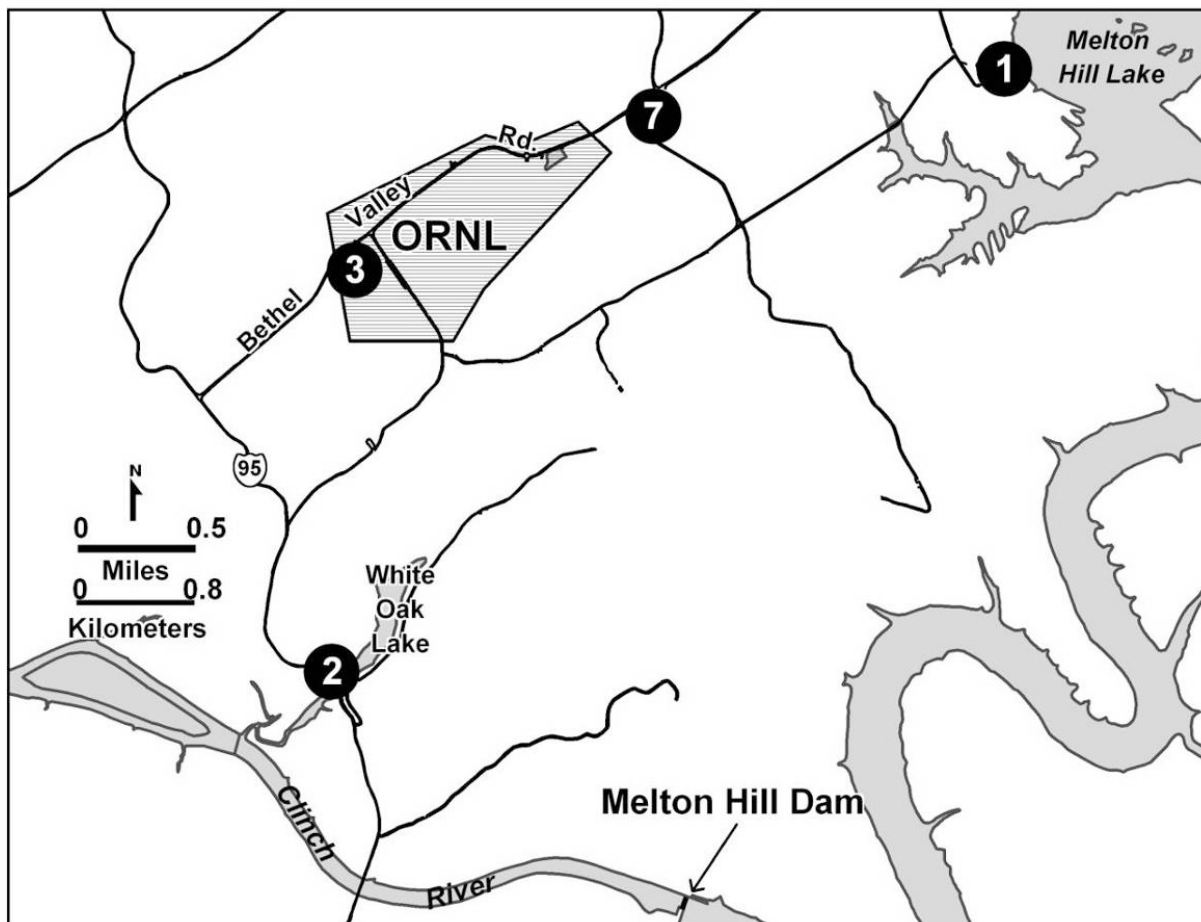 Melton
Hill Lake
1
7
Rd.
Valley
ORNL
3
Bethel
95
N
0 0.5
Miles
0 0.8
Kilometers
White
Oak
Lake
2
Melton Hill Dam
Clinch
River